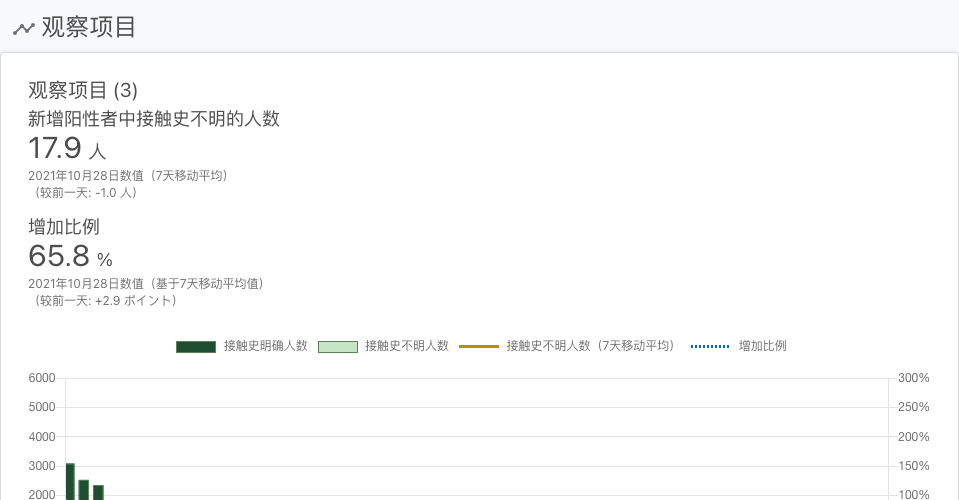 观察项目
观察项目 (3)
新增阳性者中接触史不明的人数
17.9 人
2021年10月28日数值（7天移动平均）
（较前一天: -1.0 人）
增加比例
65.8 %
2021年10月28日数值（基于7天移动平均值）
（较前一天: +2.9 ポイント）
接触史明确人数 接触史不明人数 接触史不明人数（7天移动平均） 增加比例
6000 300%
5000 250%
4000 200%
3000 150%
2000 100%